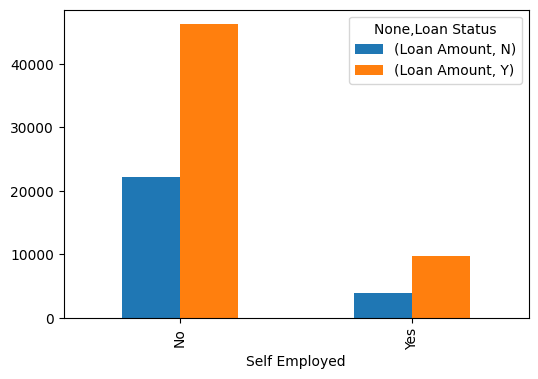 None,Loan Status
(Loan Amount, N)
(Loan Amount, Y)
40000
30000
20000
10000
0
No
Yes
Self Employed